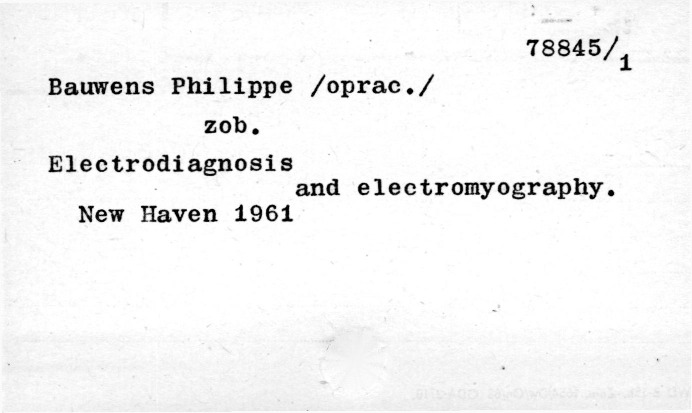 78845/1
Bauwens Philippe /oprac./
zob.
Electrodiagnosis
and electromyography.
New Haven 1961